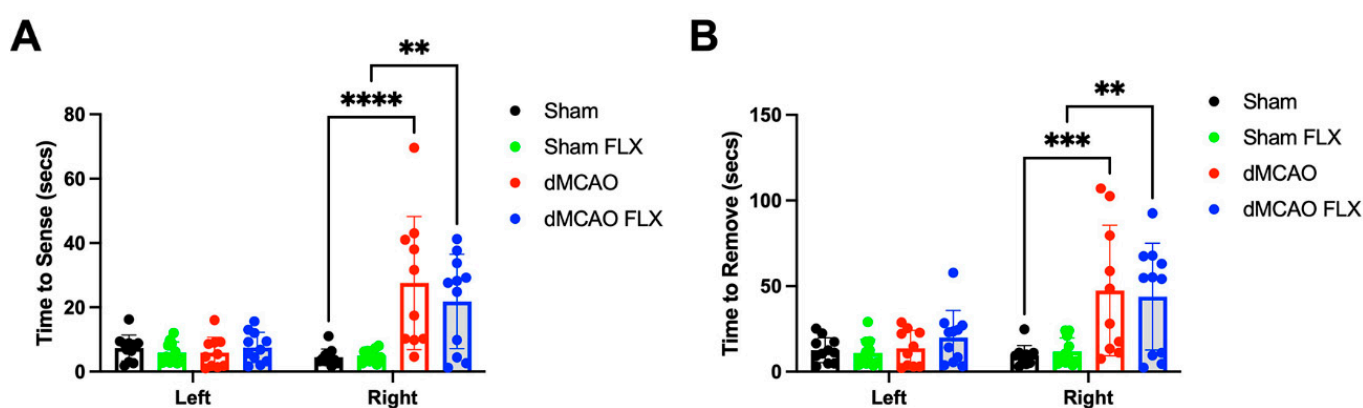 A
Time to Sense (secs)
80
60
40
20
0
****
**
Left
Right
Sham
Sham FLX
dMCAO
dMCAO FLX
B
Time to Remove (secs)
150
100
50
0
***
**
Left
Right
Sham
Sham FLX
dMCAO
dMCAO FLX